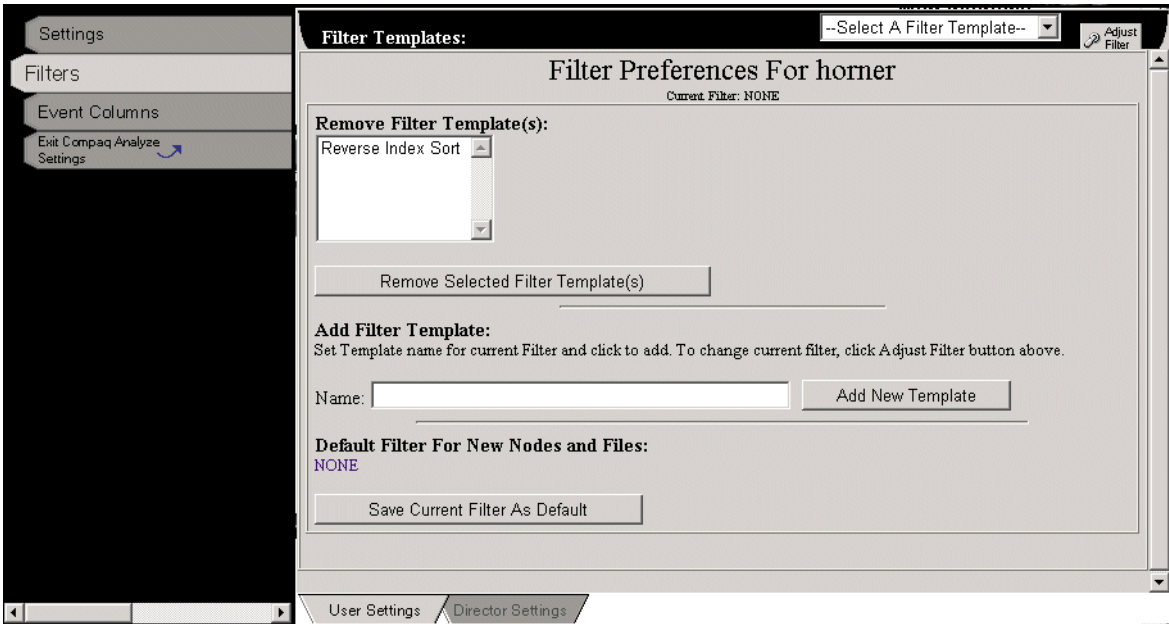 Settings
Filters
Event Columns
Exit Compaq Analyze
Settings
Filter Templates:
--Select A Filter Template--
Adjust
Filter
Filter Preferences For horner
Current Filter: NONE
Remove Filter Template(s):
Reverse Index Sort
Remove Selected Filter Template(s)
Add Filter Template:
Set Template name for current Filter and click to add. To change current filter, click Adjust Filter button above.
Name:
Add New Template
Default Filter For New Nodes and Files:
NONE
Save Current Filter As Default
User Settings
Director Settings